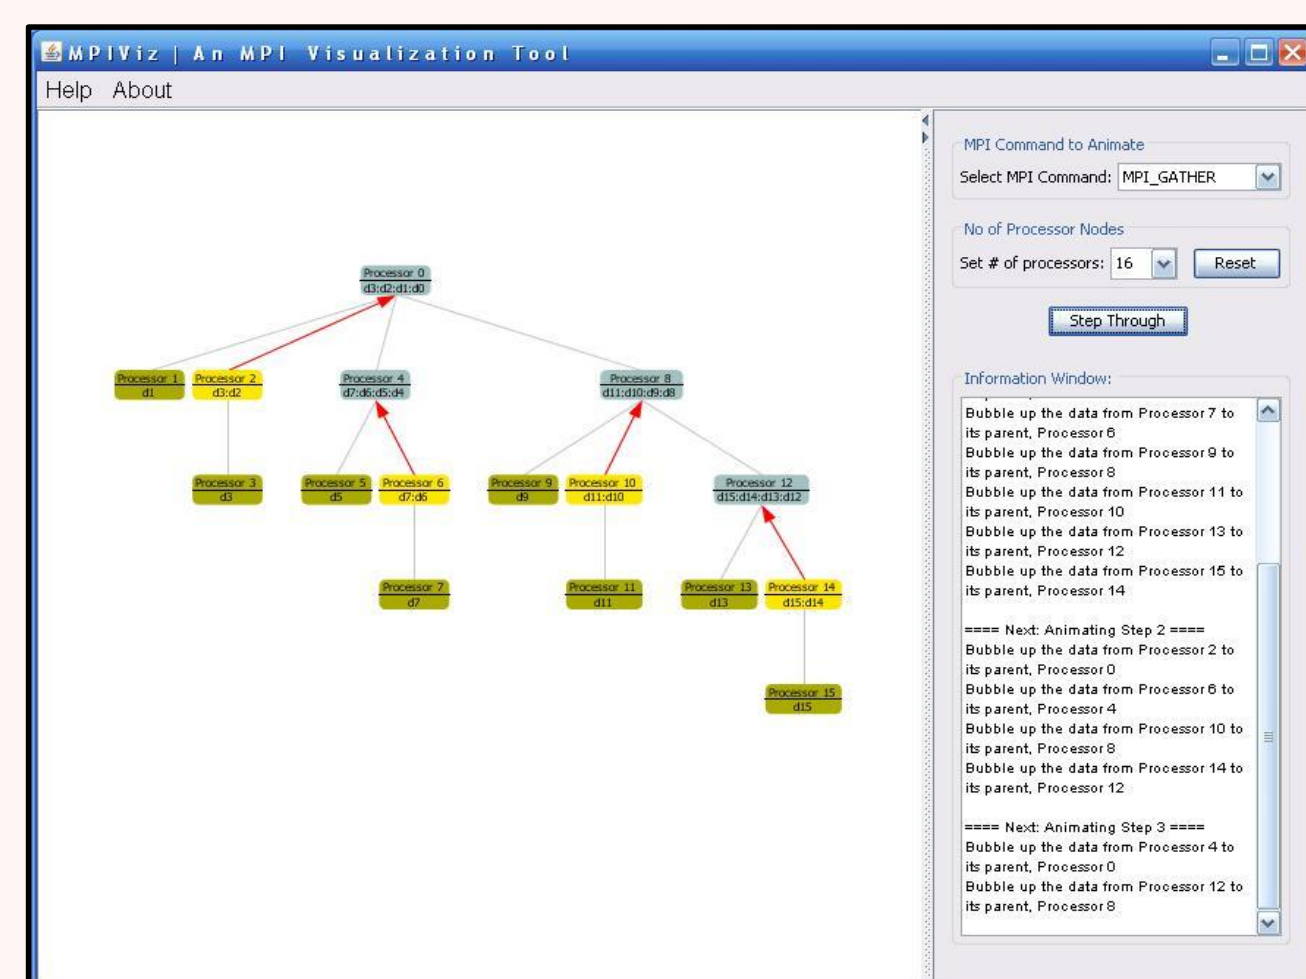 MPIViz | An MPI Visualization Tool
Help About
Processor 0
d3:d2:d1:d0
Processor 1 Processor 2 Processor 4 Processor 8
d1 d3:d2 d7:d6:d5:d4 d11:d10:d9:d8
Processor 3 Processor 5 Processor 6 Processor 9 Processor 10 Processor 12
d3 d5 d7:d6 d9 d11:d10 d15:d14:d13:d12
Processor 7 Processor 11 Processor 13 Processor 14
d7 d11 d13 d15:d14
Processor 15
d15
MPI Command to Animate
Select MPI Command: MPI_GATHER
No of Processor Nodes
Set # of processors: 16 Reset
Step Through
Information Window:
Bubble up the data from Processor 7 to
its parent, Processor 6
Bubble up the data from Processor 9 to
its parent, Processor 8
Bubble up the data from Processor 11 to
its parent, Processor 10
Bubble up the data from Processor 13 to
its parent, Processor 12
Bubble up the data from Processor 15 to
its parent, Processor 14
==== Next: Animating Step 2 ====
Bubble up the data from Processor 2 to
its parent, Processor 0
Bubble up the data from Processor 6 to
its parent, Processor 4
Bubble up the data from Processor 10 to
its parent, Processor 8
Bubble up the data from Processor 14 to
its parent, Processor 12
==== Next: Animating Step 3 ====
Bubble up the data from Processor 4 to
its parent, Processor 0
Bubble up the data from Processor 12 to
its parent, Processor 8